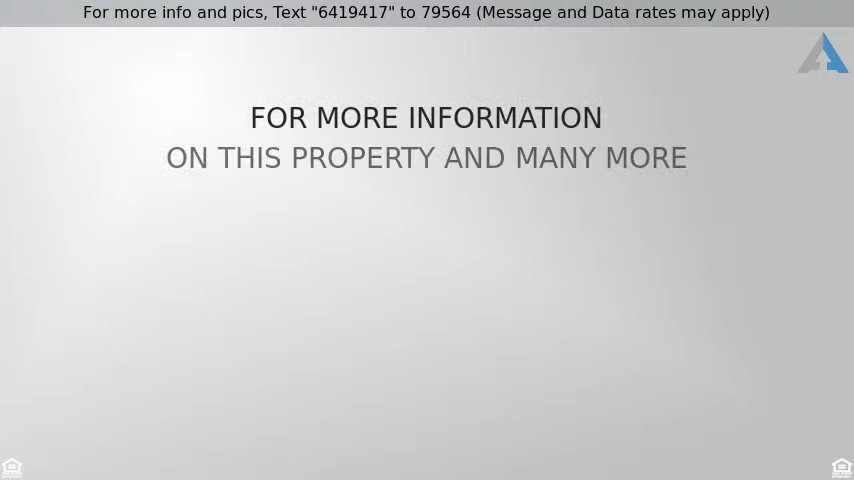 For more info and pics, Text "6419417" to 79564 (Message and Data rates may apply)
FOR MORE INFORMATION
ON THIS PROPERTY AND MANY MORE